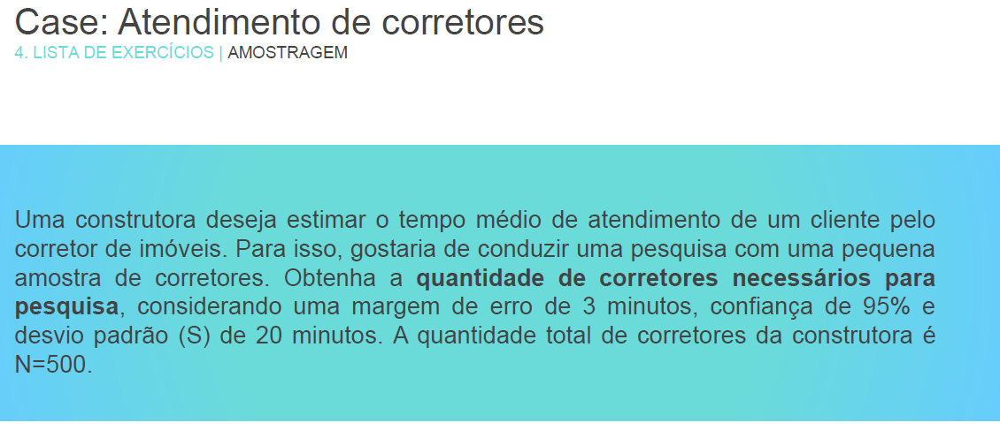 Case: Atendimento de corretores
4. LISTA DE EXERCÍCIOS | AMOSTRAGEM
Uma construtora deseja estimar o tempo médio de atendimento de um cliente pelo
corretor de imóveis. Para isso, gostaria de conduzir uma pesquisa com uma pequena
amostra de corretores. Obtenha a quantidade de corretores necessários para
pesquisa, considerando uma margem de erro de 3 minutos, confiança de 95% e
desvio padrão (S) de 20 minutos. A quantidade total de corretores da construtora é
N=500.